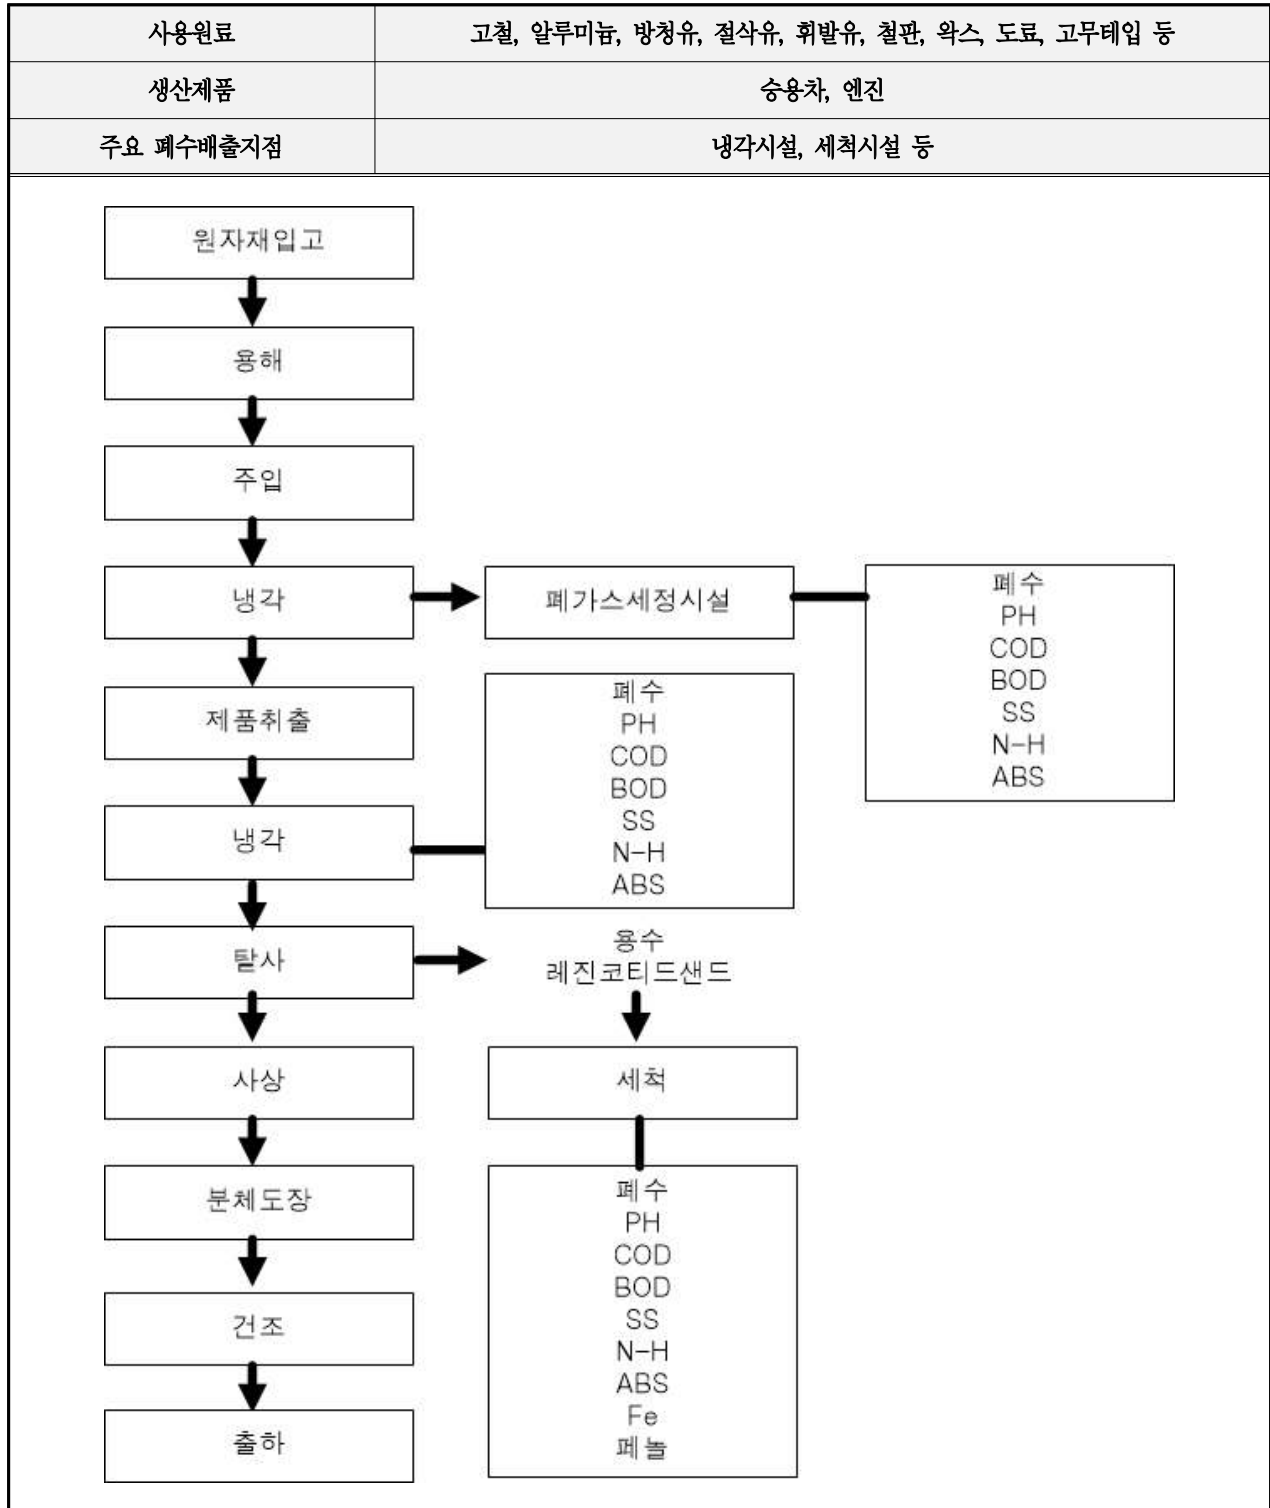 사용원료
고철, 알루미늄, 방청유, 절삭유, 휘발유, 철판, 왁스, 도료, 고무테입 등
생산제품
승용차, 엔진
주요 폐수배출지점
냉각시설, 세척시설 등
원자재입고
용해
주입
냉각
폐가스세정시설
폐수
PH
COD
BOD
SS
N-H
ABS
제품취출
냉각
폐수
PH
COD
BOD
SS
N-H
ABS
탈사
용수
레진코티드샌드
사상
세척
분체도장
건조
출하
폐수
PH
COD
BOD
SS
N-H
ABS
Fe
페놀